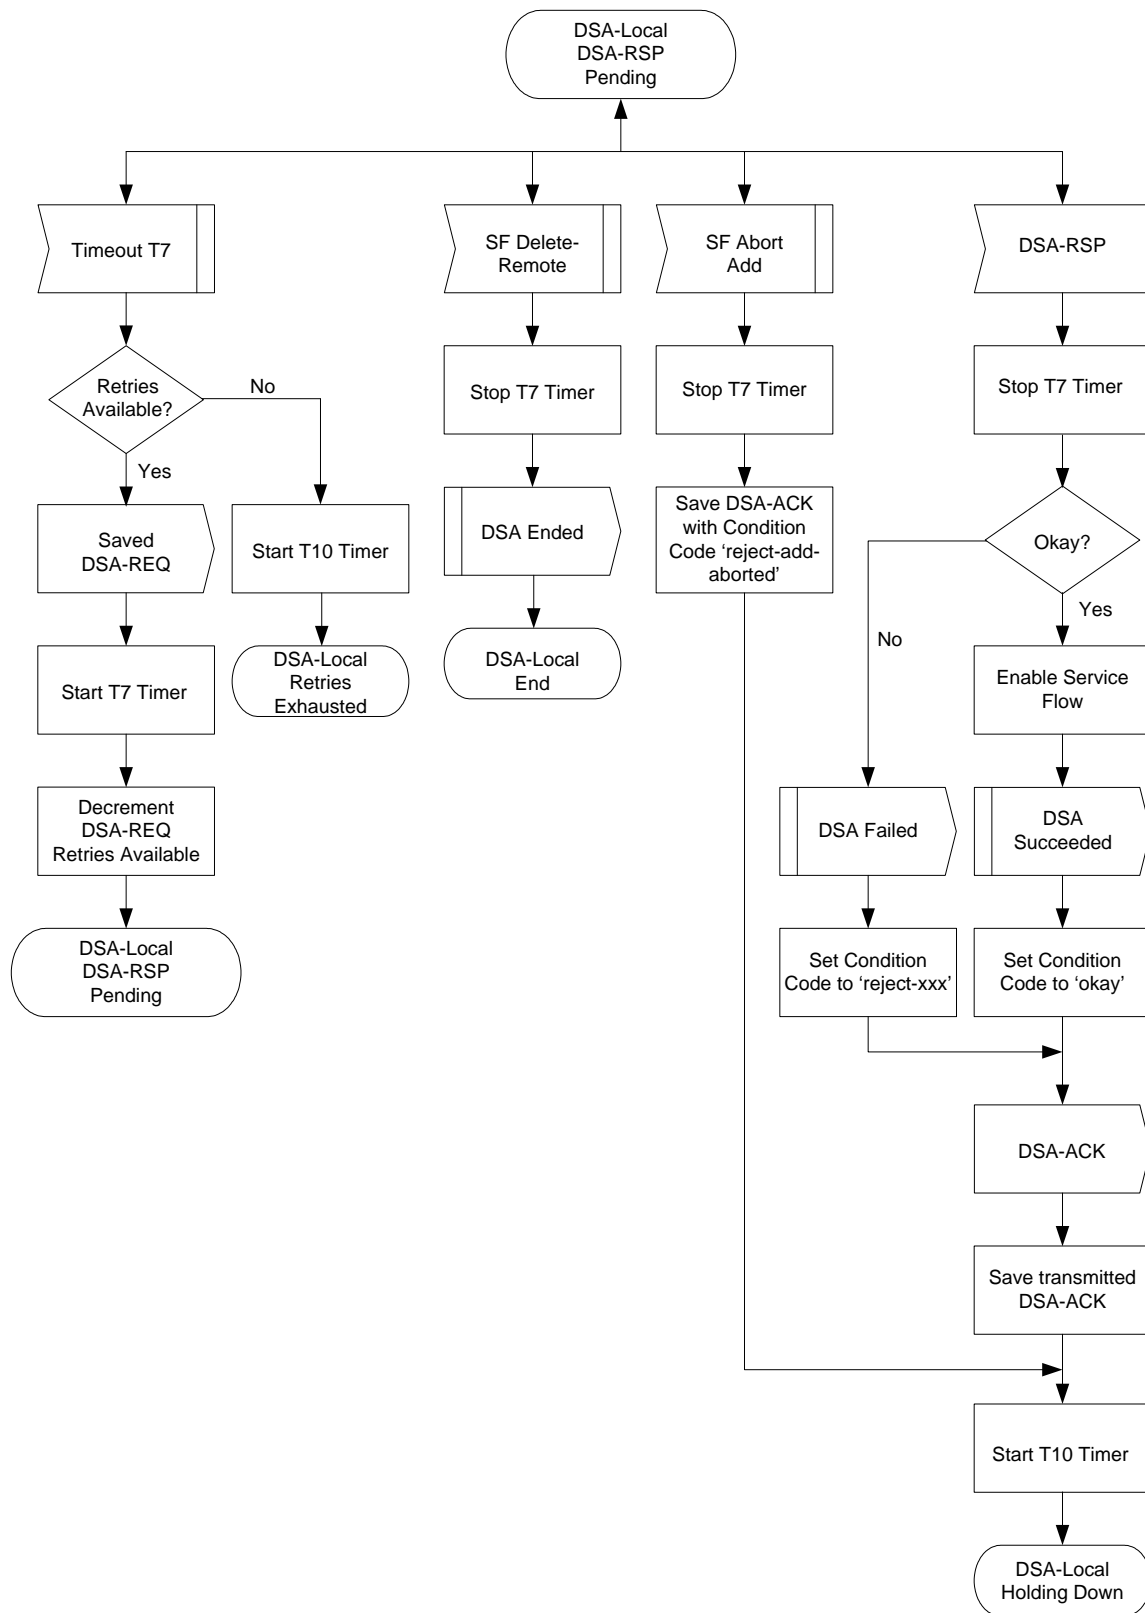 DSA-Local
DSA-RSP
Pending
Timeout T7
SF Delete-
Remote
SF Abort
Add
DSA-RSP
Retries
Available?
No
Yes
Stop T7 Timer
Stop T7 Timer
Stop T7 Timer
Saved
DSA-REQ
Start T10 Timer
DSA Ended
Save DSA-ACK
with Condition
Code ‘reject-add-
aborted’
Okay?
Yes
No
Start T7 Timer
DSA-Local
Retries
Exhausted
DSA-Local
End
Enable Service
Flow
Decrement
DSA-REQ
Retries Available
DSA Failed
DSA
Succeeded
DSA-Local
DSA-RSP
Pending
Set Condition
Code to ‘reject-xxx’
Set Condition
Code to ‘okay’
DSA-ACK
Save transmitted
DSA-ACK
Start T10 Timer
DSA-Local
Holding Down